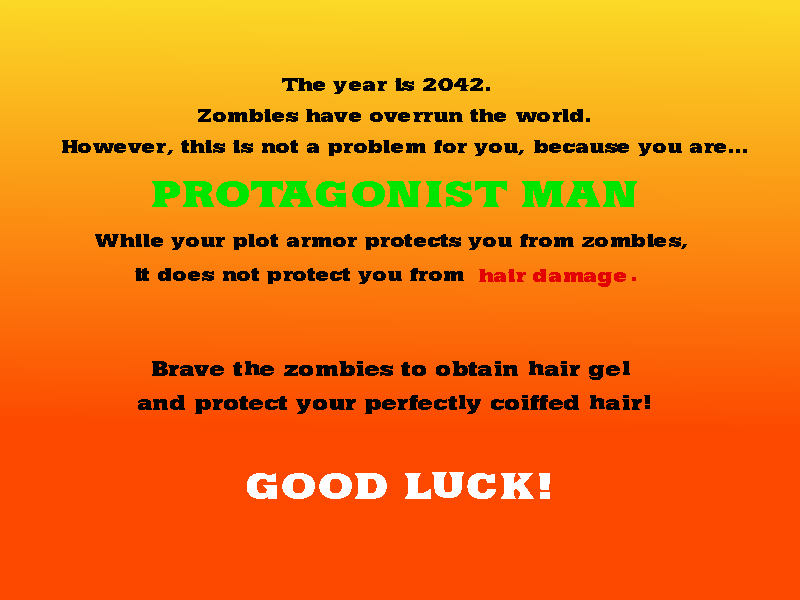 The year is 2042.
Zombies have overrun the world.
However, this is not a problem for you, because you are...
PROTAGONIST MAN
While your plot armor protects you from zombies,
it does not protect you from hair damage.
Brave the zombies to obtain hair gel
and protect your perfectly coiffed hair!
GOOD LUCK!